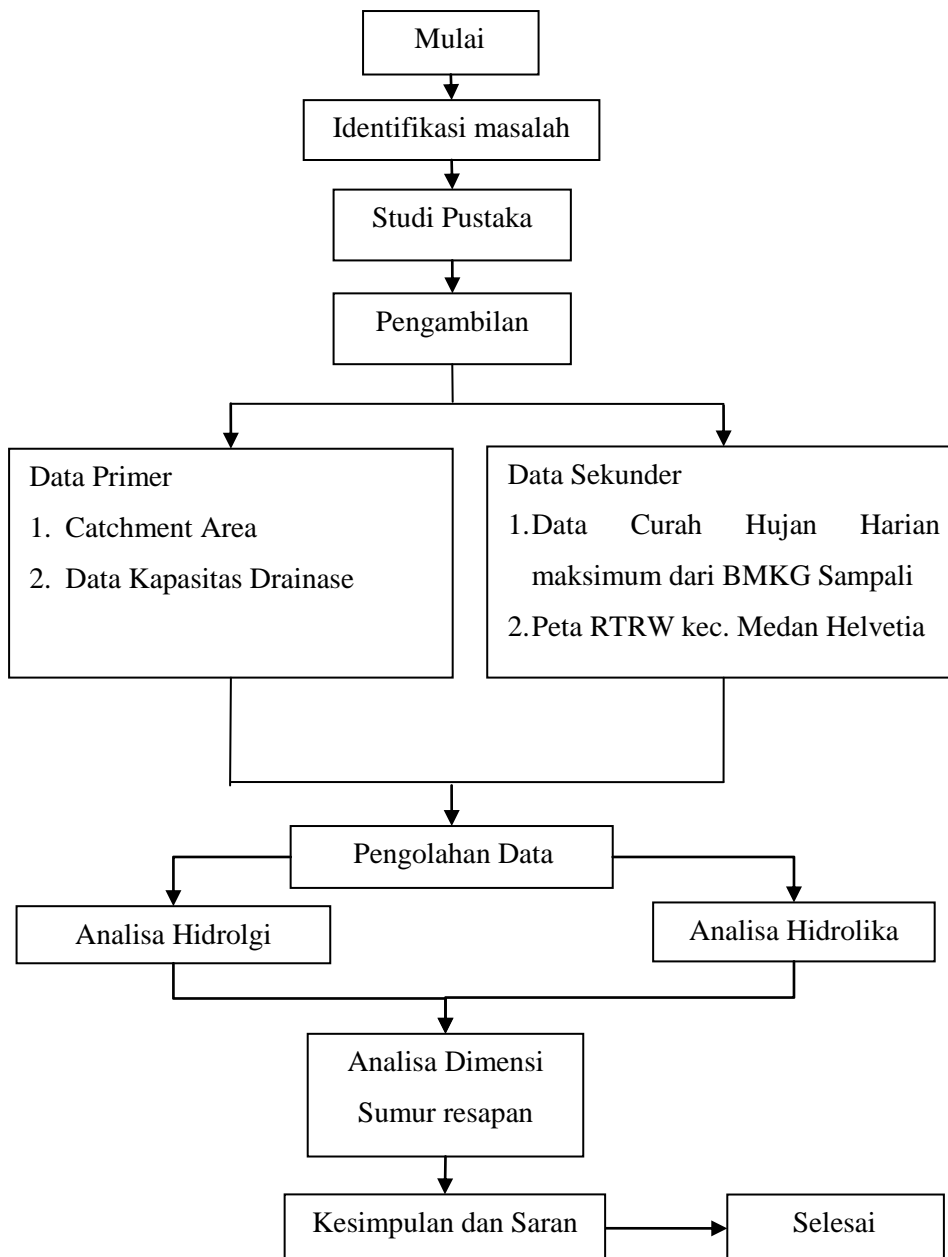 Mulai
Identifikasi masalah
Studi Pustaka
Pengambilan
Data Primer
1. Catchment Area
2. Data Kapasitas Drainase
Data Sekunder
1.Data Curah Hujan Harian
maksimum dari BMKG Sampali
2.Peta RTRW kec. Medan Helvetia
Pengolahan Data
Analisa Hidrolgi
Analisa Hidrolika
Analisa Dimensi
Sumur resapan
Kesimpulan dan Saran
Selesai